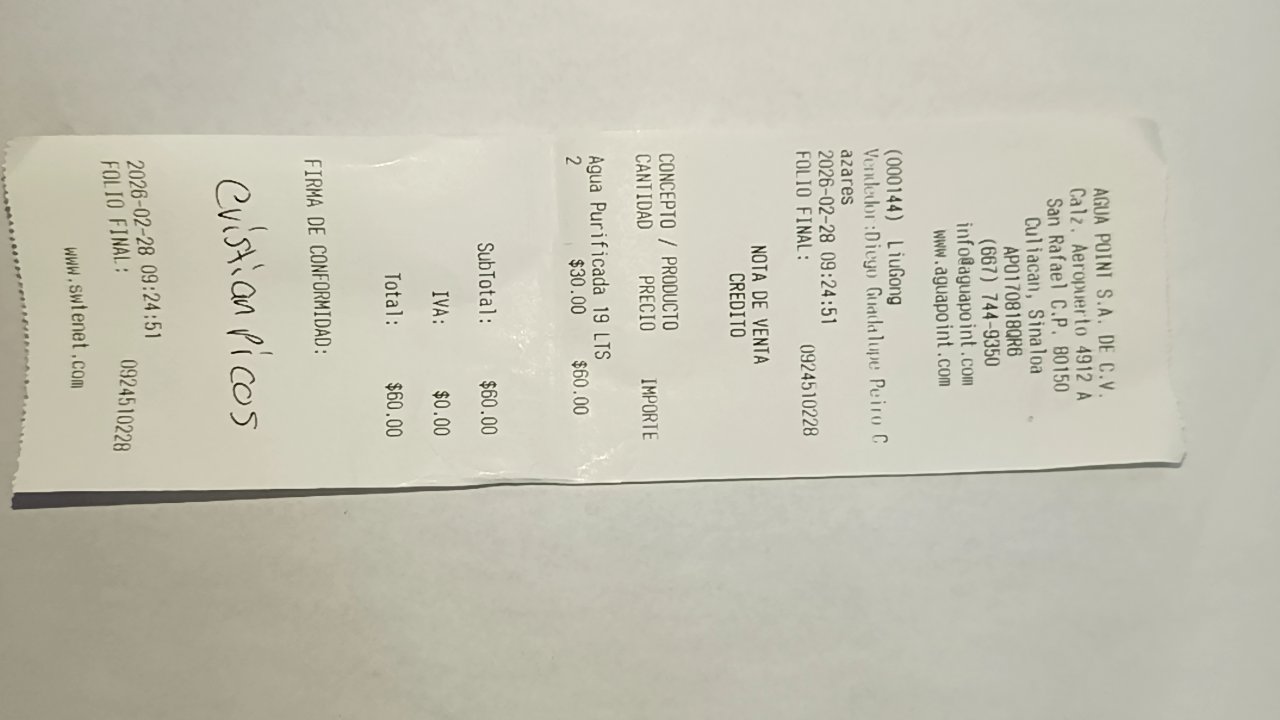 AGUA POINT S.A. DE C.V.
Calz. Aeropuerto 4912 A
San Rafael C.P. 80150
Culiacan, Sinaloa
APO170818QR6
(667) 744-9350
info@aguapoint.com
www.aguapoint.com
(000144) LiuGong
Vendedor:Diego Guadalupe Peiro C
azares
2026-02-28 09:24:51
FOLIO FINAL: 0924510228
NOTA DE VENTA
CREDITO
CONCEPTO / PRODUCTO
CANTIDAD PRECIO IMPORTE
Agua Purificada 19 LTS
2 $30.00 $60.00
SubTotal: $60.00
IVA: $0.00
Total: $60.00
FIRMA DE CONFORMIDAD:
Cristian picos
2026-02-28 09:24:51
FOLIO FINAL: 0924510228
www.swtenet.com